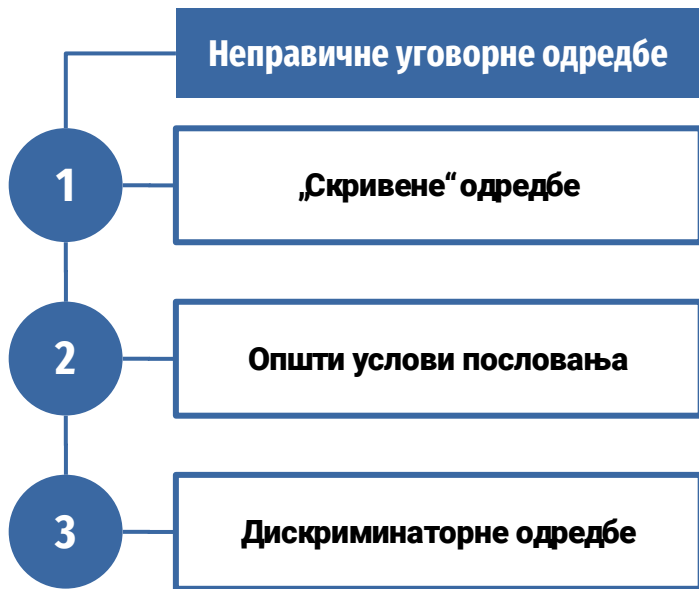 Неправичне уговорне одредбе
1
„Скривене“ одредбе
2
Општи услови пословања
3
Дискриминаторне одредбе